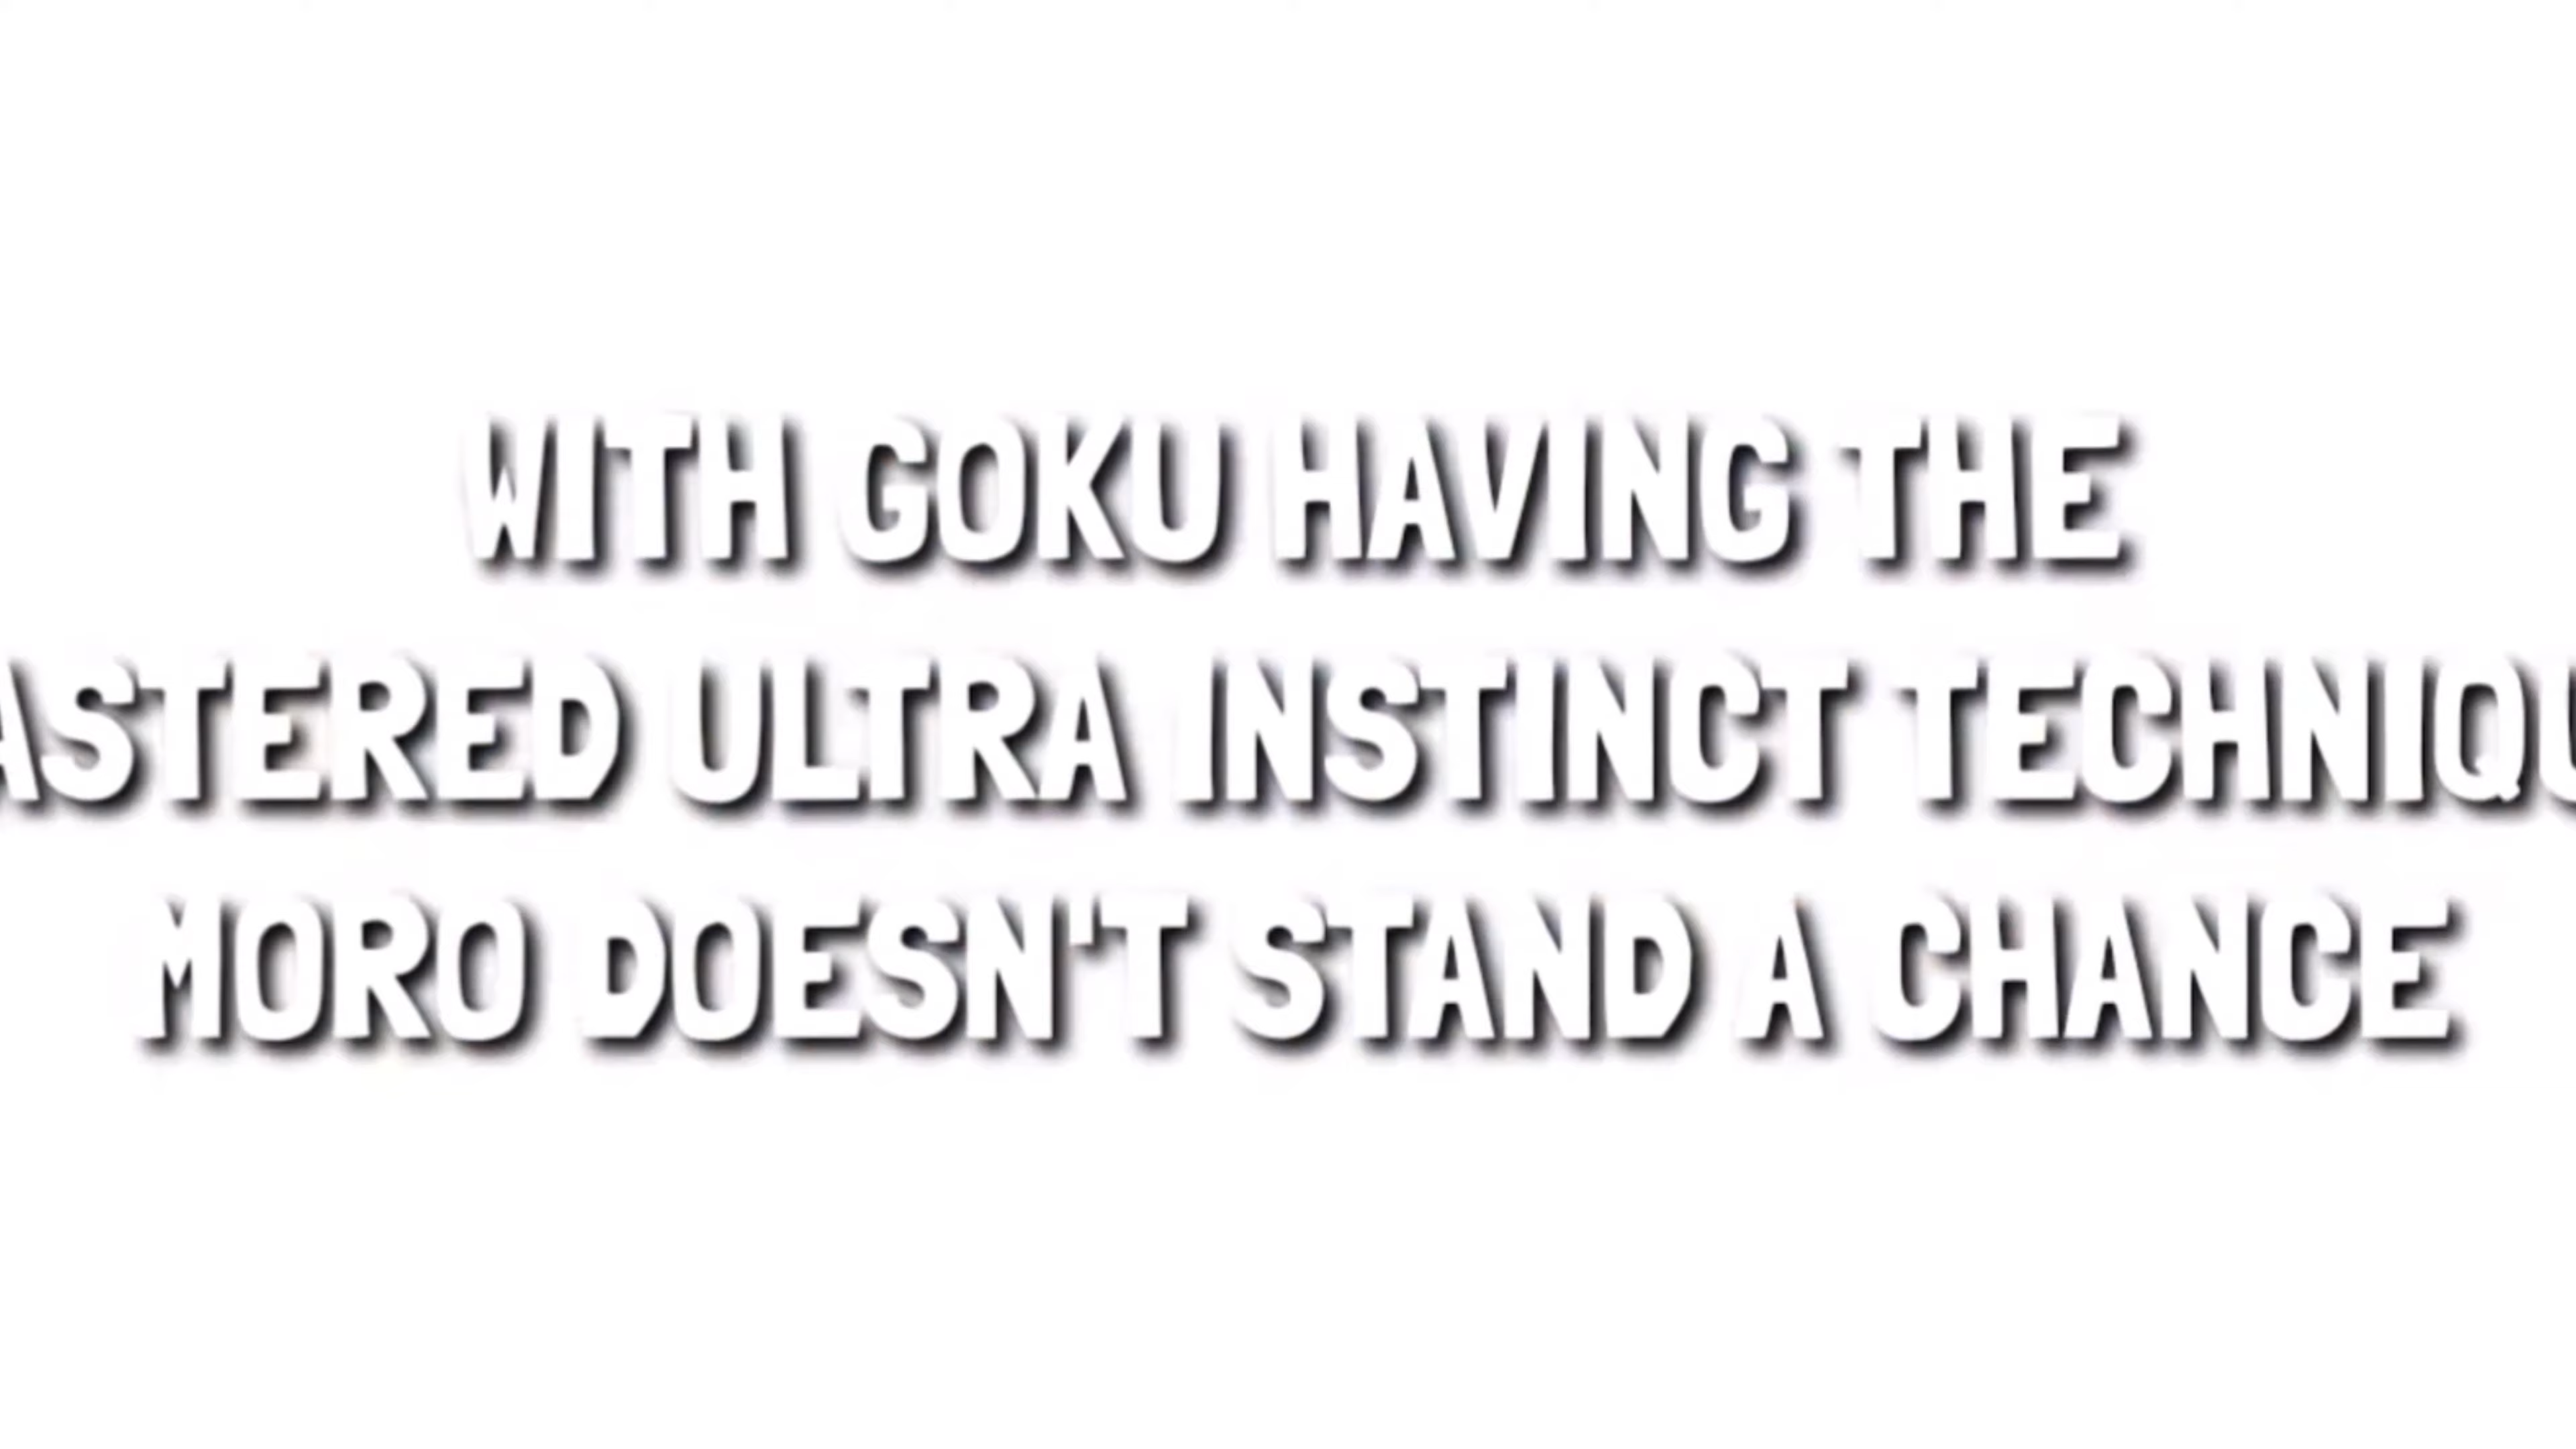 WITH GOKU HAVING THE
ASTERED ULTRA INSTINCT TECHNIQU
MORO DOESN'T STAND A CHANCE